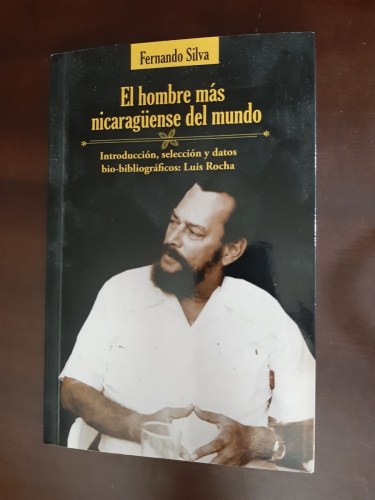 Fernando Silva
El hombre más
nicaragüense del mundo
Introducción, selección y datos
bio-bibliográficos: Luis Rocha